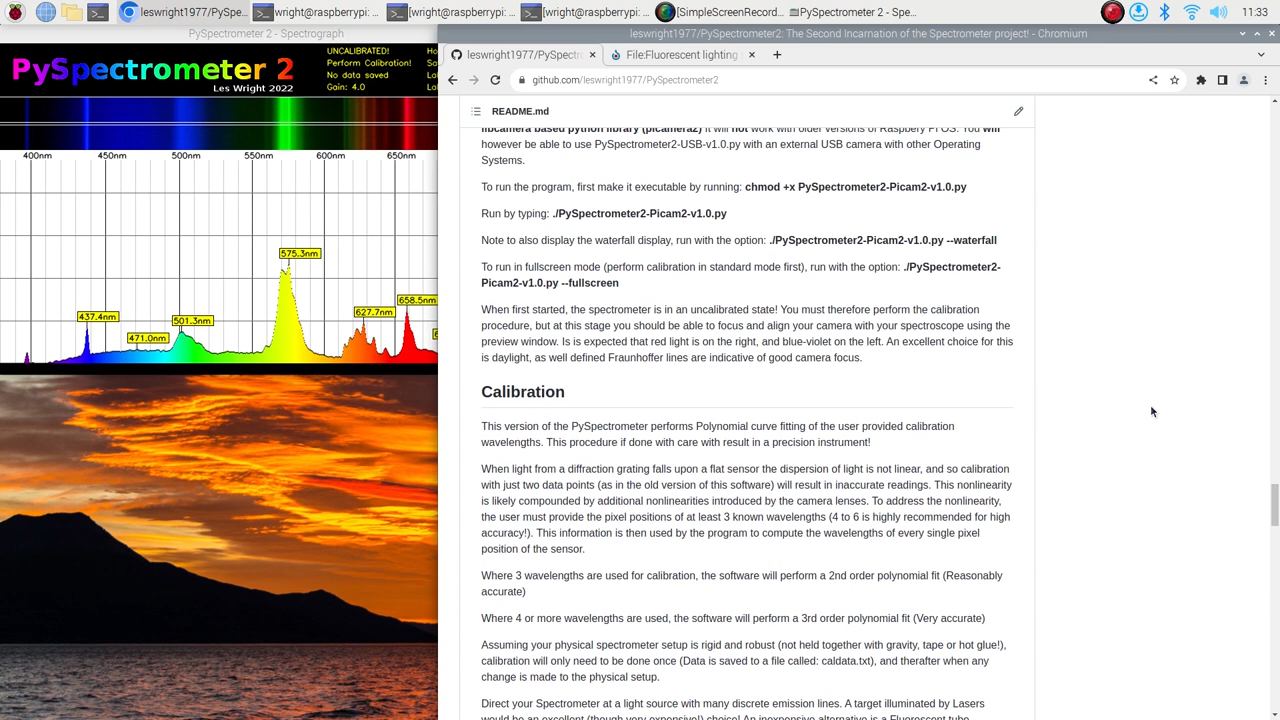 leswright1977/PySpe...
wright@raspberrypi: ...
[wright@raspberrypi: ...
[wright@raspberrypi: ...
[SimpleScreenRecord...
PySpectrometer 2 - Spe...
11:33
PySpectrometer 2 - Spectrograph
PySpectrometer 2
Les Wright 2022
UNCALIBRATED!
Perform Calibration!
No data saved
Gain: 4.0
Ho
La
La
400nm 450nm 500nm 550nm 600nm 650nm
575.3nm
658.5nm
437.4nm
501.3nm
627.7nm
471.0nm
leswright1977/PySpectrometer2: The Second Incarnation of the Spectrometer project! - Chromium
leswright1977/PySpectr
File:Fluorescent lighting
github.com/leswright1977/PySpectrometer2
README.md
libcamera based python library (picamera2) it will not work with older versions of Raspbery Pi OS. You will
however be able to use PySpectrometer2-USB-v1.0.py with an external USB camera with other Operating
Systems.
To run the program, first make it executable by running: chmod +x PySpectrometer2-Picam2-v1.0.py
Run by typing: ./PySpectrometer2-Picam2-v1.0.py
Note to also display the waterfall display, run with the option: ./PySpectrometer2-Picam2-v1.0.py --waterfall
To run in fullscreen mode (perform calibration in standard mode first), run with the option: ./PySpectrometer2-
Picam2-v1.0.py --fullscreen
When first started, the spectrometer is in an uncalibrated state! You must therefore perform the calibration
procedure, but at this stage you should be able to focus and align your camera with your spectroscope using the
preview window. Is is expected that red light is on the right, and blue-violet on the left. An excellent choice for this
is daylight, as well defined Fraunhoffer lines are indicative of good camera focus.
Calibration
This version of the PySpectrometer performs Polynomial curve fitting of the user provided calibration
wavelengths. This procedure if done with care with result in a precision instrument!
When light from a diffraction grating falls upon a flat sensor the dispersion of light is not linear, and so calibration
with just two data points (as in the old version of this software) will result in inaccurate readings. This nonlinearity
is likely compounded by additional nonlinearities introduced by the camera lenses. To address the nonlinearity,
the user must provide the pixel positions of at least 3 known wavelengths (4 to 6 is highly recommended for high
accuracy!). This information is then used by the program to compute the wavelengths of every single pixel
position of the sensor.
Where 3 wavelengths are used for calibration, the software will perform a 2nd order polynomial fit (Reasonably
accurate)
Where 4 or more wavelengths are used, the software will perform a 3rd order polynomial fit (Very accurate)
Assuming your physical spectrometer setup is rigid and robust (not held together with gravity, tape or hot glue!),
calibration will only need to be done once (Data is saved to a file called: caldata.txt), and therafter when any
change is made to the physical setup.
Direct your Spectrometer at a light source with many discrete emission lines. A target illuminated by Lasers
would be an excellent (though very expensive!) choice! An inexpensive alternative is a Fluorescent tube